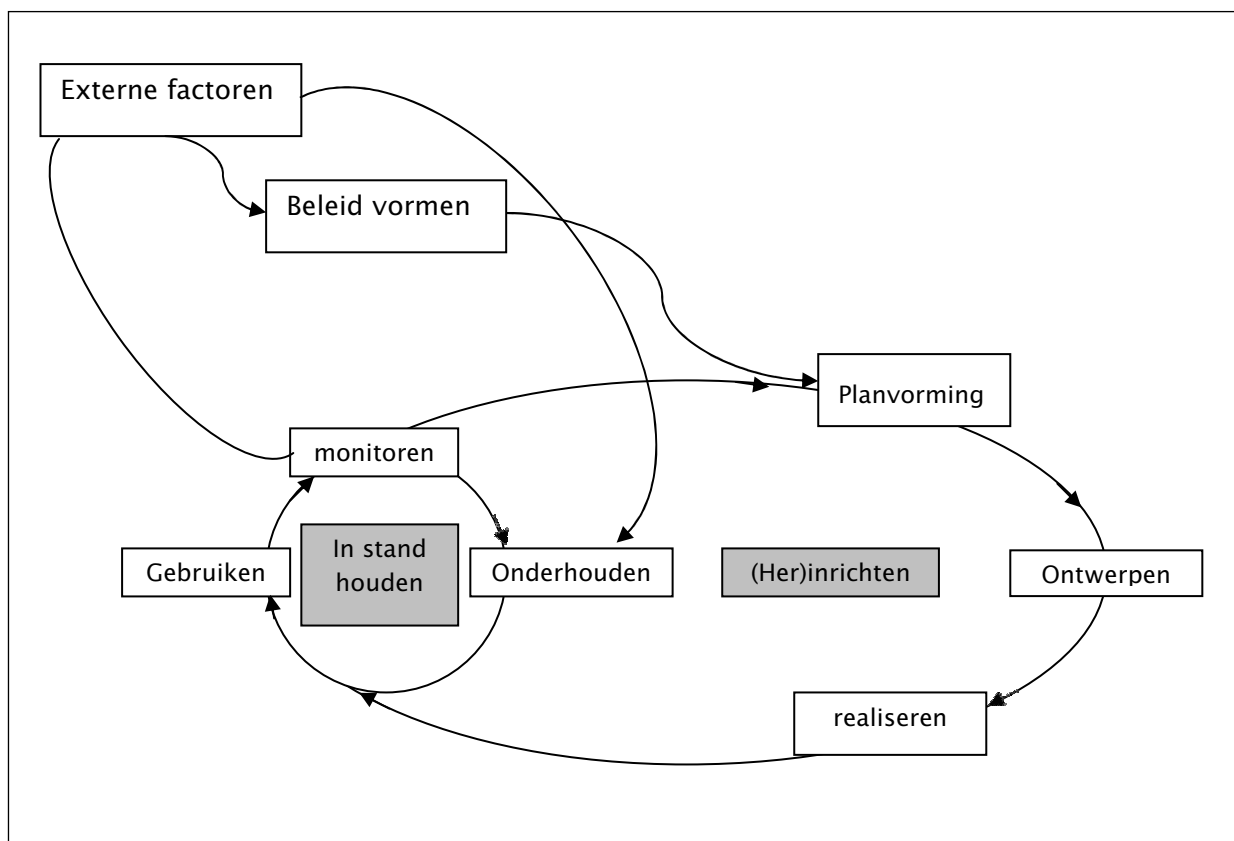 Externe factoren
Beleid vormen
Planvorming
monitoren
Gebruiken
In stand
houden
Onderhouden
(Her)inrichten
Ontwerpen
realiseren